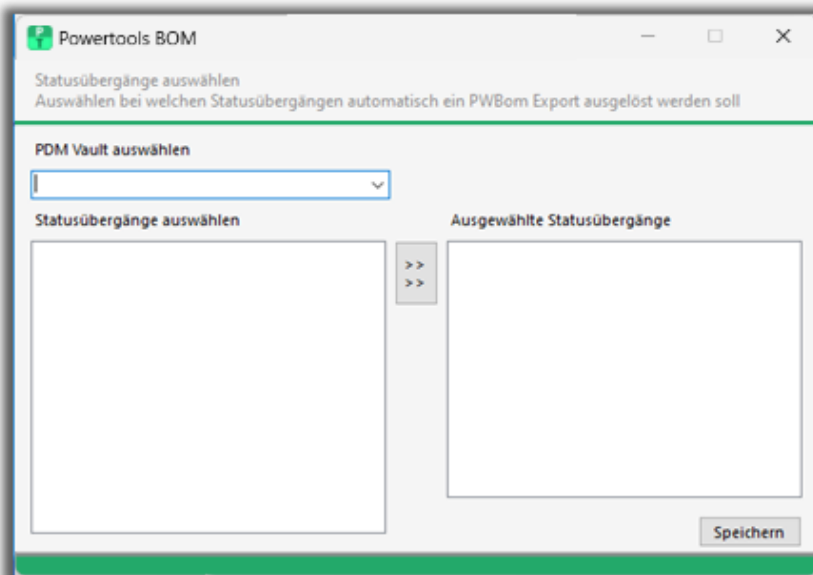 PT Powertools BOM
Statusübergänge auswählen
Auswählen bei welchen Statusübergängen automatisch ein PWBom Export ausgelöst werden soll
PDM Vault auswählen
Statusübergänge auswählen
Ausgewählte Statusübergänge
>>
>>
Speichern